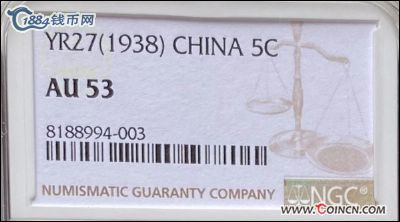 1884钱币网
YR27(1938) CHINA 5C
AU 53
8188994-003
NUMISMATIC GUARANTY COMPANY
NGC
www.COINCN.com